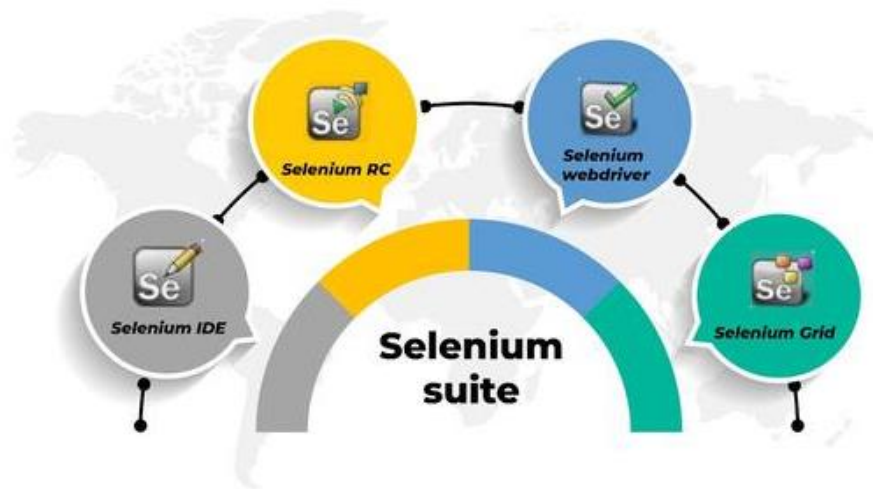 Se
Selenium RC
Se
Selenium
webdriver
Se
Selenium IDE
Se
Selenium Grid
Selenium
suite